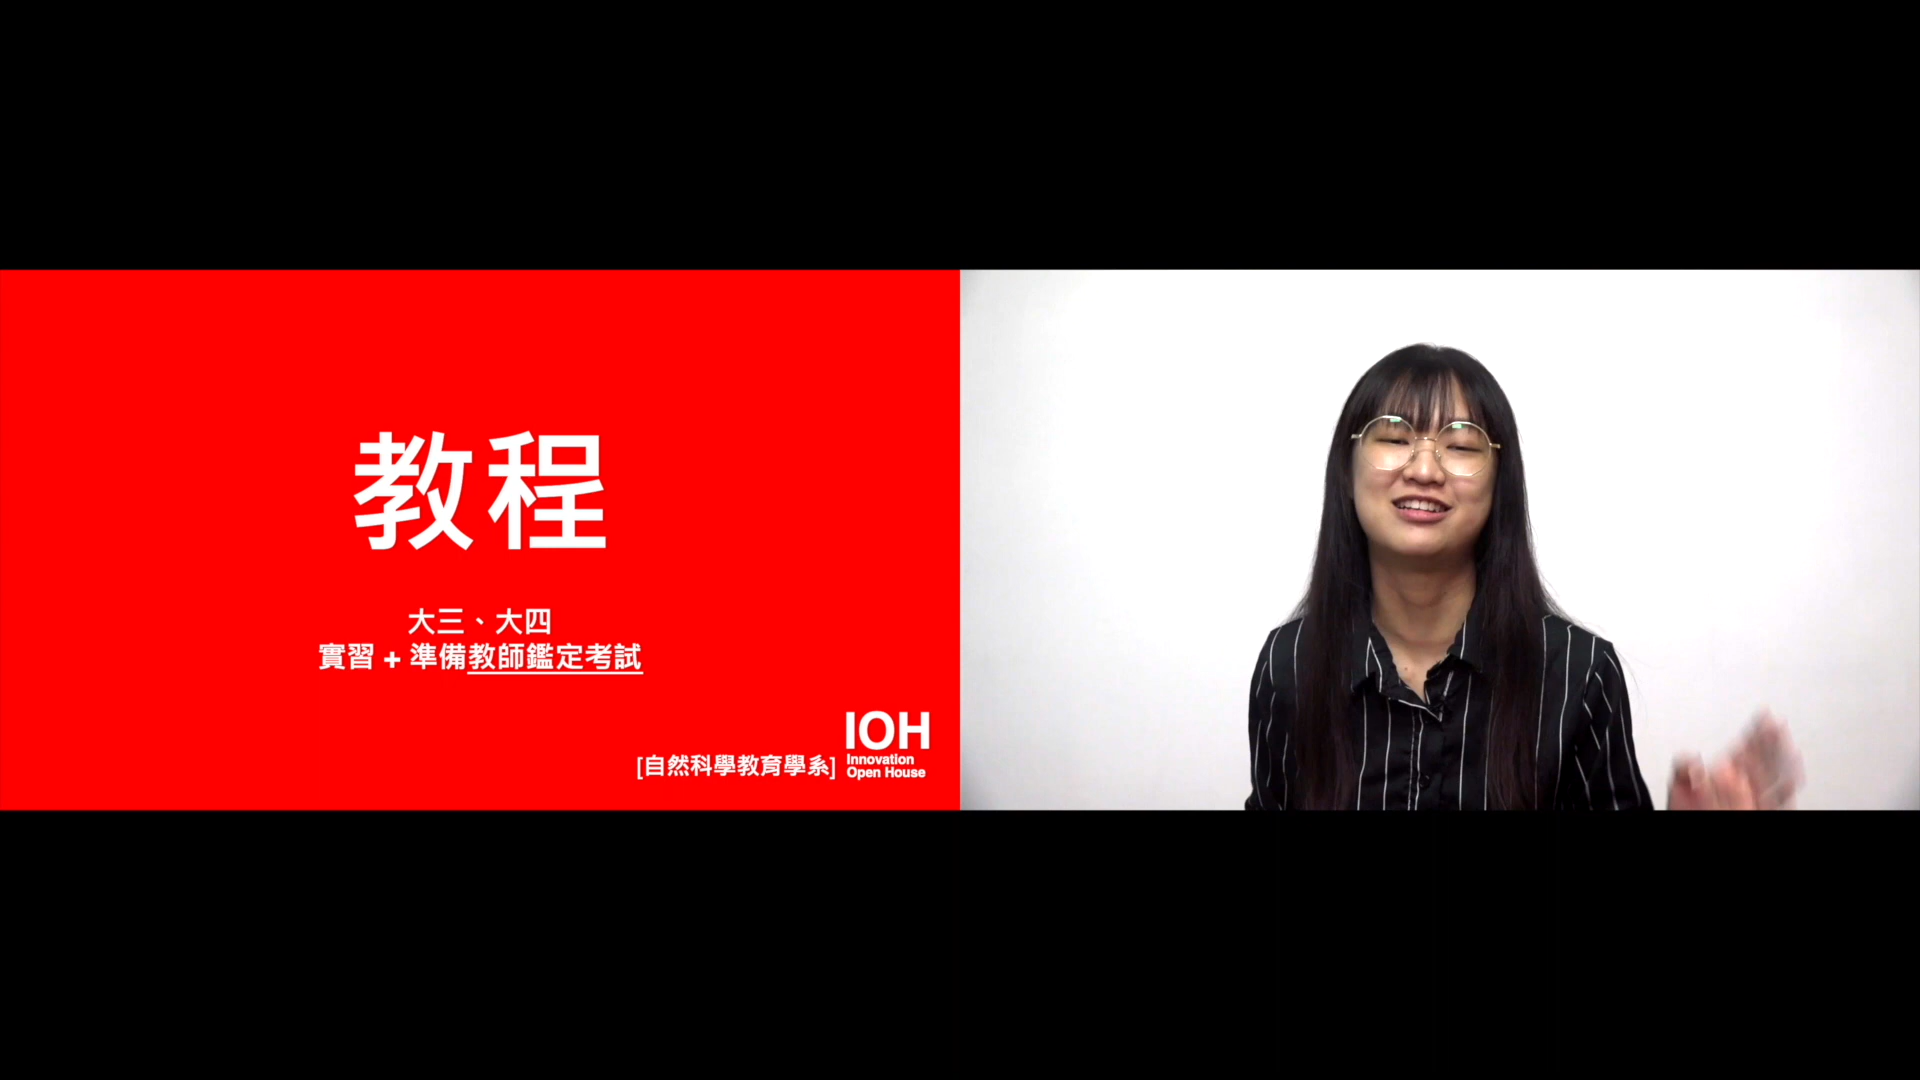 教程
大三、大四
實習 + 準備教師鑑定考試
[自然科學教育學系]
IOH
Innovation
Open House